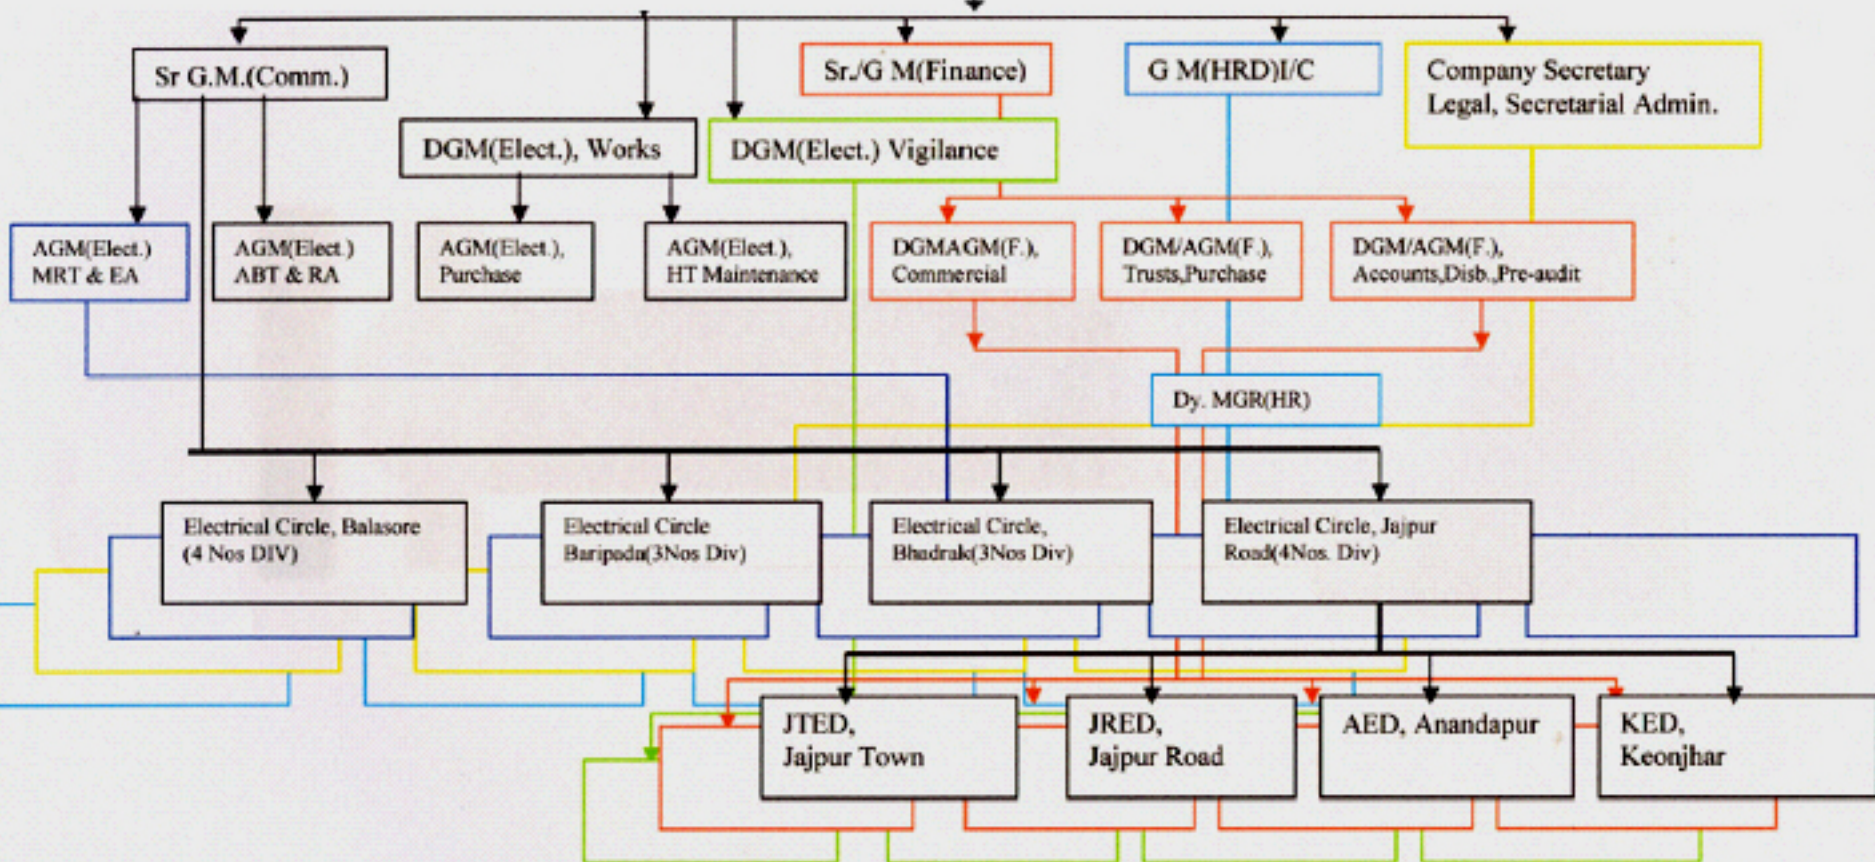 Sr G.M.(Comm.)
Sr./G M(Finance)
G M(HRD)I/C
Company Secretary
Legal, Secretarial Admin.
DGM(Elect.), Works
DGM(Elect.) Vigilance
AGM(Elect.)
MRT & EA
AGM(Elect.)
ABT & RA
AGM(Elect.),
Purchase
AGM(Elect.),
HT Maintenance
DGMAGM(F.),
Commercial
DGM/AGM(F.),
Trusts,Purchase
DGM/AGM(F.),
Accounts,Disb.,Pre-audit
Dy. MGR(HR)
Electrical Circle, Balasore
(4 Nos DIV)
Electrical Circle
Baripada(3Nos Div)
Electrical Circle,
Bhadrak(3Nos Div)
Electrical Circle, Jajpur
Road(4Nos. Div)
JTED,
Jajpur Town
JRED,
Jajpur Road
AED, Anandapur
KED,
Keonjhar